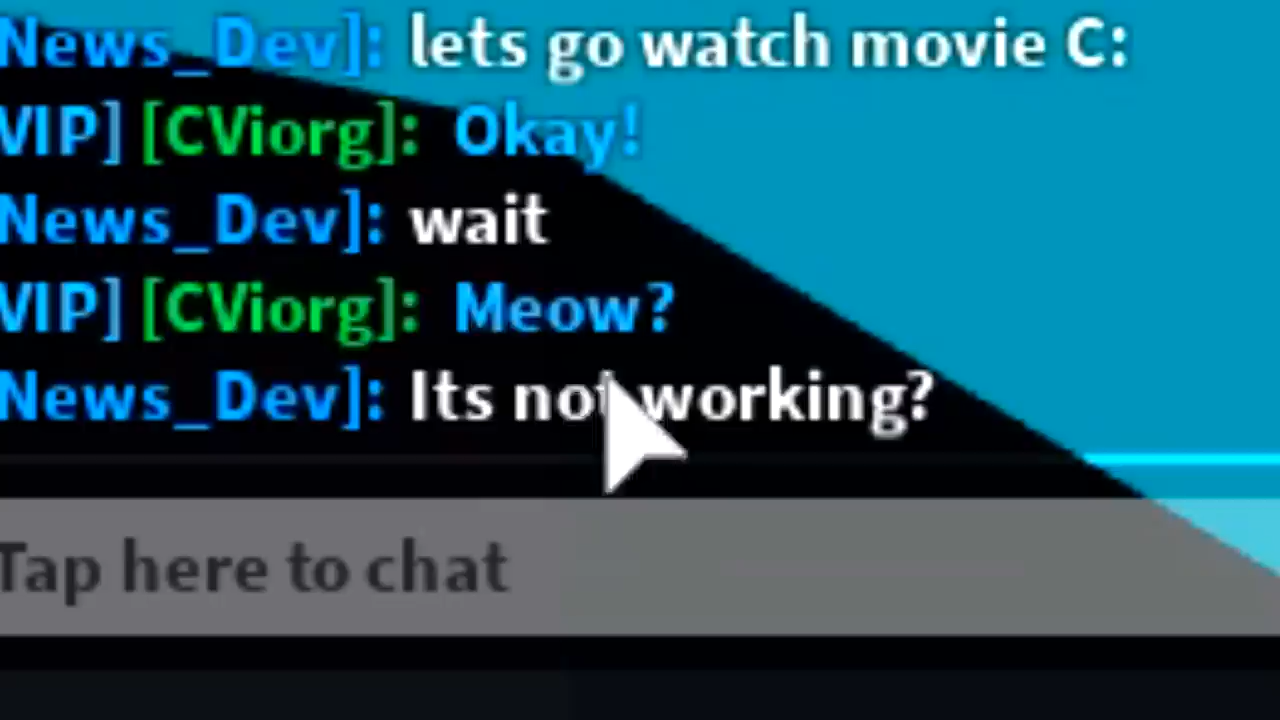 News_Dev]: lets go watch movie C:
VIP] [CViorg]: Okay!
News_Dev]: wait
VIP] [CViorg]: Meow?
News_Dev]: Its not working?
Tap here to chat